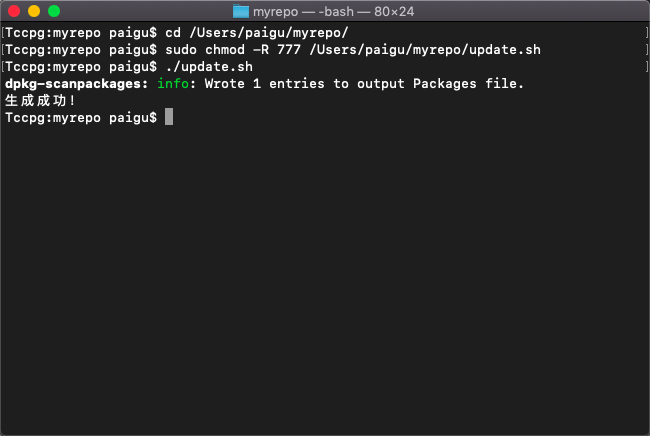 myrepo — -bash — 80×24
[Tccpg:myrepo paigu$ cd /Users/paigu/myrepo/ ]
[Tccpg:myrepo paigu$ sudo chmod -R 777 /Users/paigu/myrepo/update.sh ]
[Tccpg:myrepo paigu$ ./update.sh ]
dpkg-scanpackages: info: Wrote 1 entries to output Packages file.
生成成功！
Tccpg:myrepo paigu$